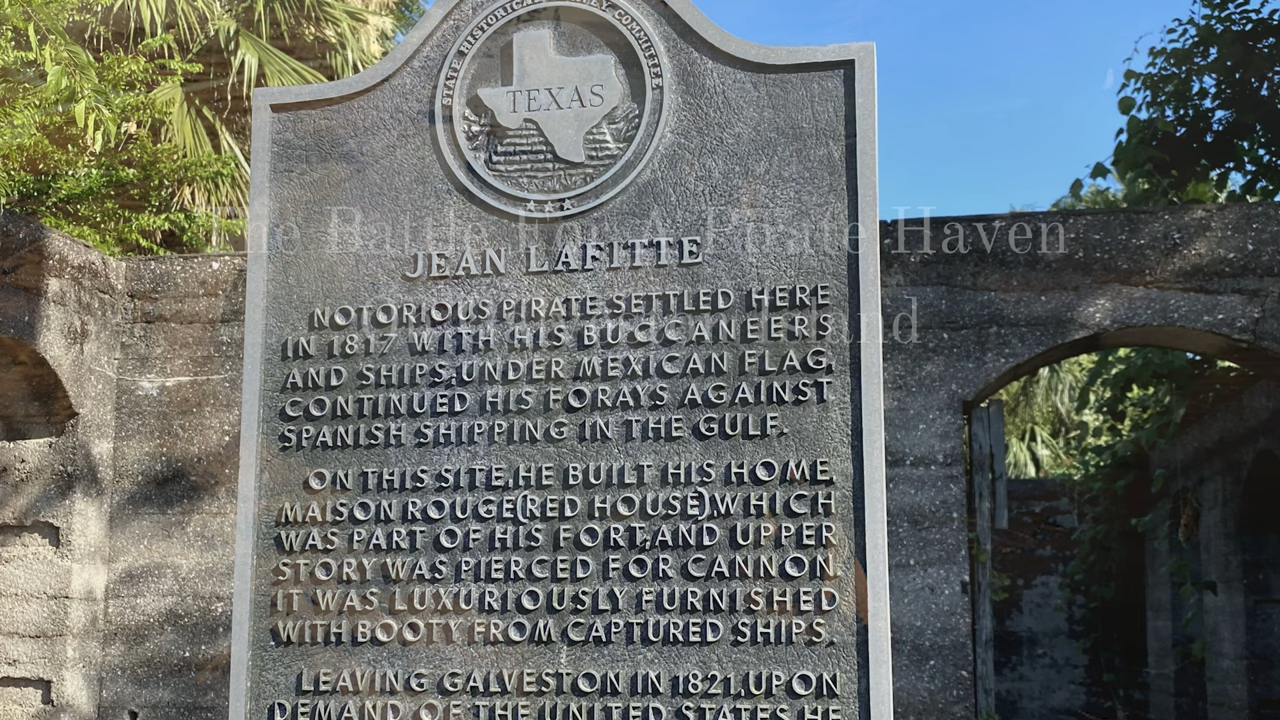 STATE HISTORICAL SURVEY COMMITTEE
TEXAS
The Battle For A Pirate Haven
JEAN LAFITTE
NOTORIOUS PIRATE. SETTLED HERE
IN 1817 WITH HIS BUCCANEERS
AND SHIPS; UNDER MEXICAN FLAG,
CONTINUED HIS FORAYS AGAINST
SPANISH SHIPPING IN THE GULF.
ON THIS SITE, HE BUILT HIS HOME,
MAISON ROUGE (RED HOUSE), WHICH
WAS PART OF HIS FORT, AND UPPER
STORY WAS PIERCED FOR CANNON.
IT WAS LUXURIOUSLY FURNISHED
WITH BOOTY FROM CAPTURED SHIPS.
LEAVING GALVESTON IN 1821, UPON
DEMAND OF THE UNITED STATES, HE